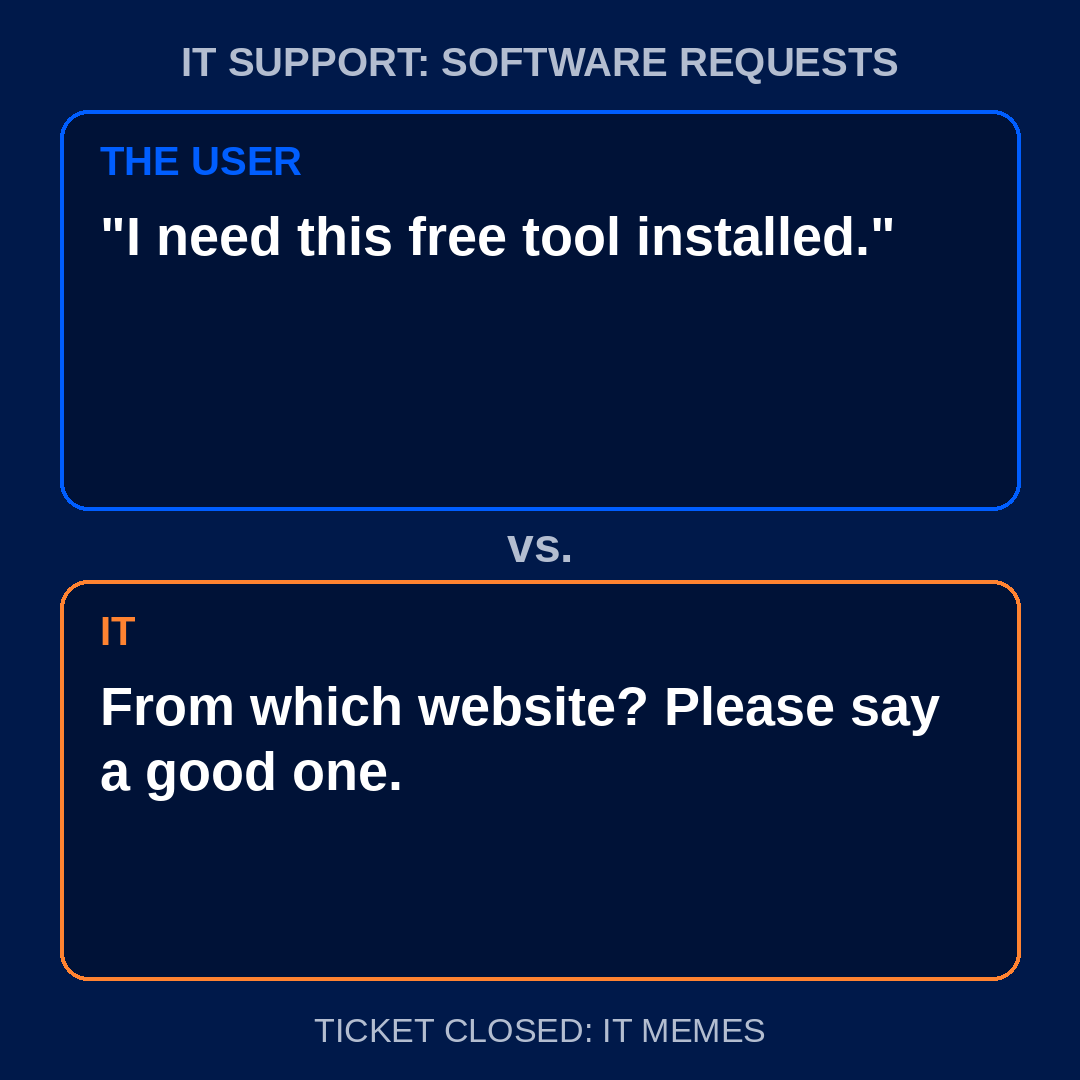 IT SUPPORT: SOFTWARE REQUESTS
THE USER
"I need this free tool installed."
vs.
IT
From which website? Please say
a good one.
TICKET CLOSED: IT MEMES